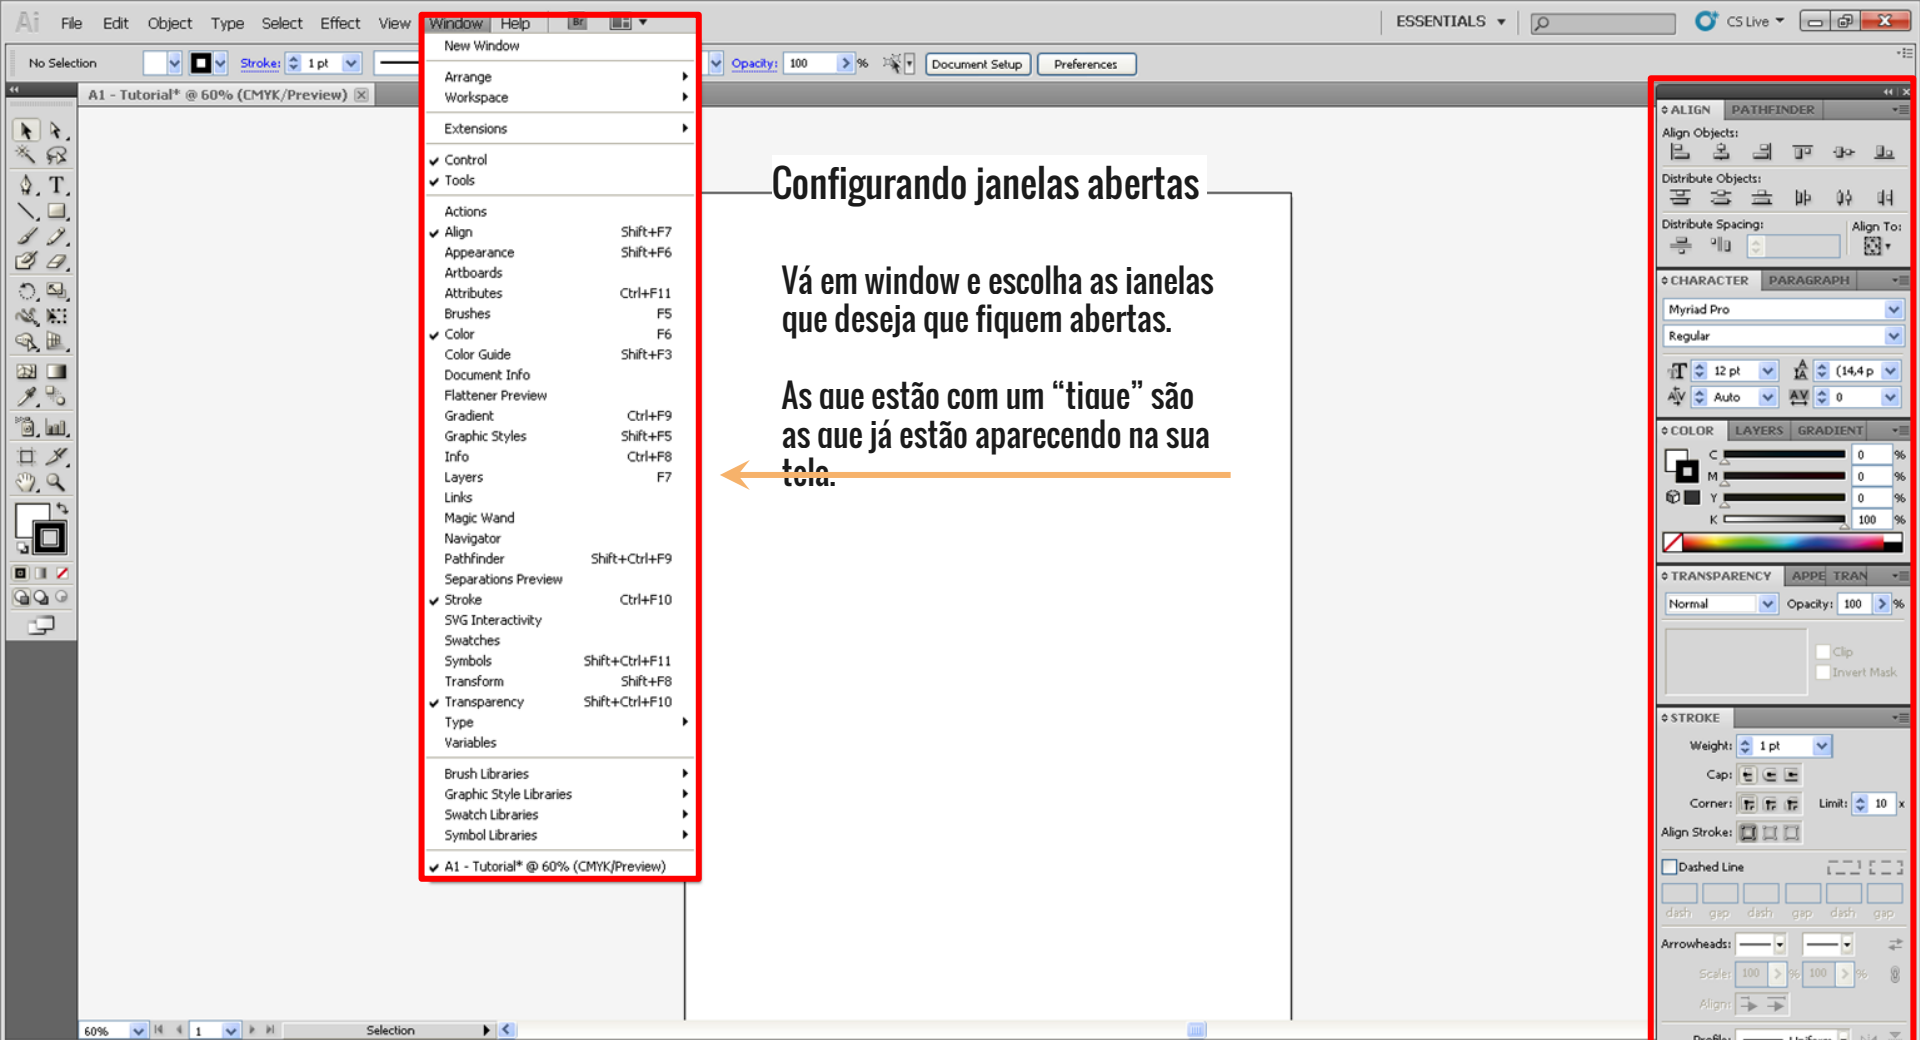 Ai File Edit Object Type Select Effect View Window Help Br ESSENTIALS CS Live
No Selection Stroke: 1 pt Opacity: 100 % Document Setup Preferences
A1 - Tutorial* @ 60% (CMYK/Preview)
New Window
Arrange
Workspace
Extensions
Control
Tools
Actions
Align Shift+F7
Appearance Shift+F6
Artboards
Attributes Ctrl+F11
Brushes F5
Color F6
Color Guide Shift+F3
Document Info
Flattener Preview
Gradient Ctrl+F9
Graphic Styles Shift+F5
Info Ctrl+F8
Layers F7
Links
Magic Wand
Navigator
Pathfinder Shift+Ctrl+F9
Separations Preview
Stroke Ctrl+F10
SVG Interactivity
Swatches
Symbols Shift+Ctrl+F11
Transform Shift+F8
Transparency Shift+Ctrl+F10
Type
Variables
Brush Libraries
Graphic Style Libraries
Swatch Libraries
Symbol Libraries
A1 - Tutorial* @ 60% (CMYK/Preview)
Configurando janelas abertas
Vá em window e escolha as janelas
que deseja que fiquem abertas.
As que estão com um “tique” são
as que já estão aparecendo na sua
tela.
ALIGN PATHFINDER
Align Objects:
Distribute Objects:
Distribute Spacing: Align To:
CHARACTER PARAGRAPH
Myriad Pro
Regular
12 pt (14,4 p
Auto 0
COLOR LAYERS GRADIENT
C 0 %
M 0 %
Y 0 %
K 100 %
TRANSPARENCY APPE TRAN
Normal Opacity: 100 %
Clip
Invert Mask
STROKE
Weight: 1 pt
Cap:
Corner: Limit: 10 x
Align Stroke:
Dashed Line
dash gap dash gap dash gap
Arrowheads:
Scale: 100 % 100 %
Align:
Profile: Uniform
60% 1 Selection